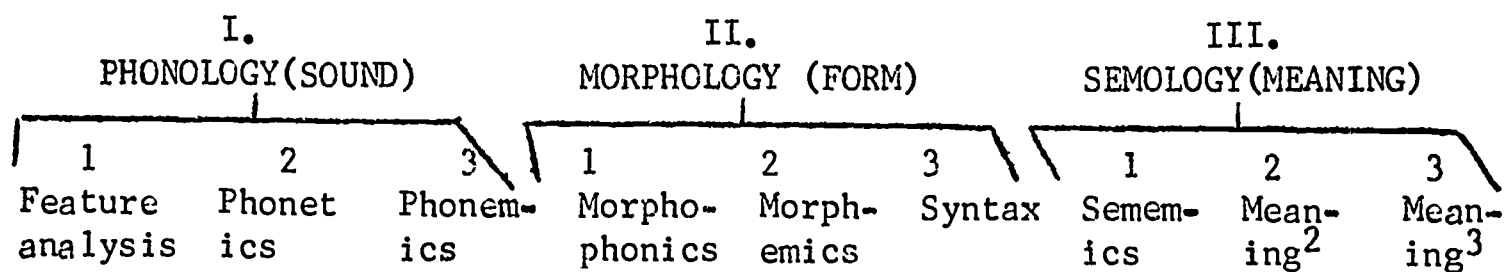 I. II. III.
PHONOLOGY(SOUND) MORPHOLOGY (FORM) SEMOLOGY(MEANING)
1 2 3 1 2 3 1 2 3
Feature Phonet Phonem- Morpho- Morph- Syntax Semem- Mean- Mean-
analysis ics ics phonics emics ics ing² ing³